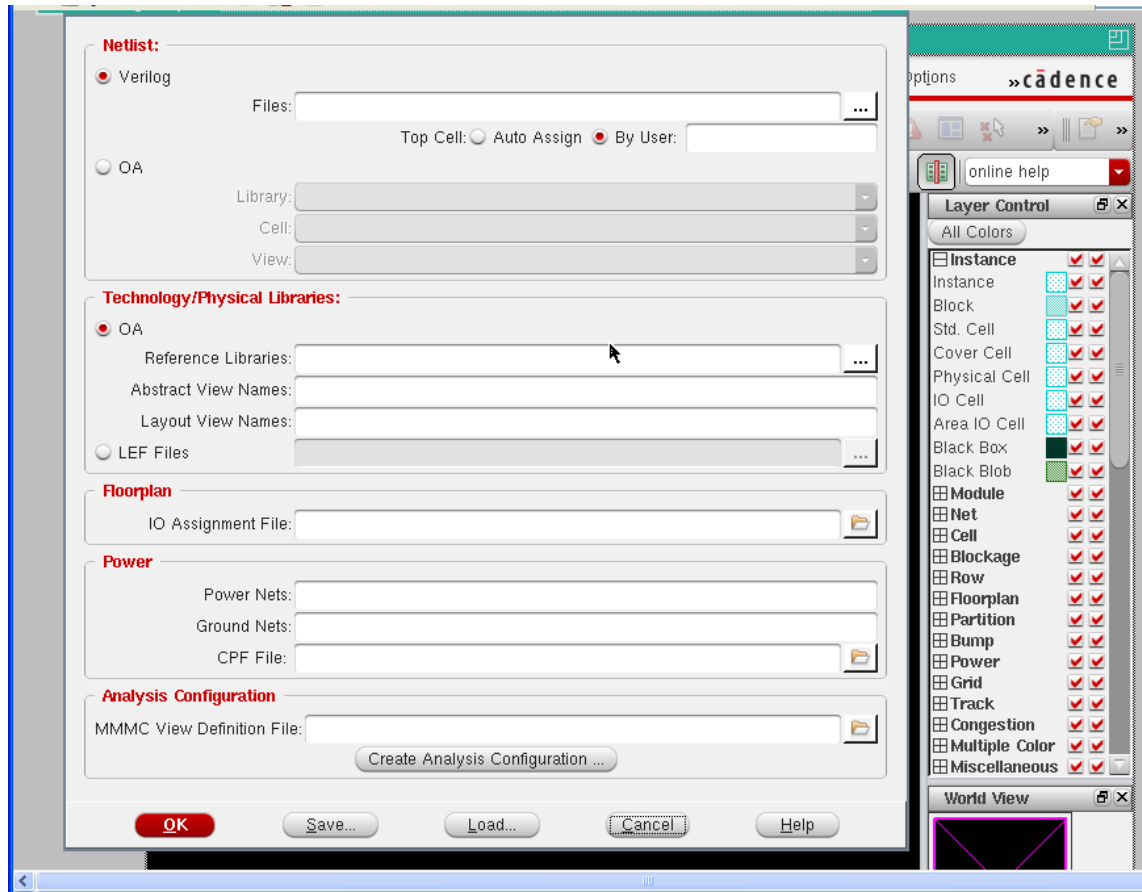 Netlist:
Verilog
Files:
...
Top Cell: Auto Assign By User:
OA
Library:
Cell:
View:
Technology/Physical Libraries:
OA
Reference Libraries:
...
Abstract View Names:
Layout View Names:
LEF Files
...
Floorplan
IO Assignment File:
Power
Power Nets:
Ground Nets:
CPF File:
Analysis Configuration
MMMC View Definition File:
Create Analysis Configuration ...
OK Save... Load... Cancel Help
Options »cādence
» »
online help
Layer Control
All Colors
Instance
Instance
Block
Std. Cell
Cover Cell
Physical Cell
IO Cell
Area IO Cell
Black Box
Black Blob
Module
Net
Cell
Blockage
Row
Floorplan
Partition
Bump
Power
Grid
Track
Congestion
Multiple Color
Miscellaneous
World View